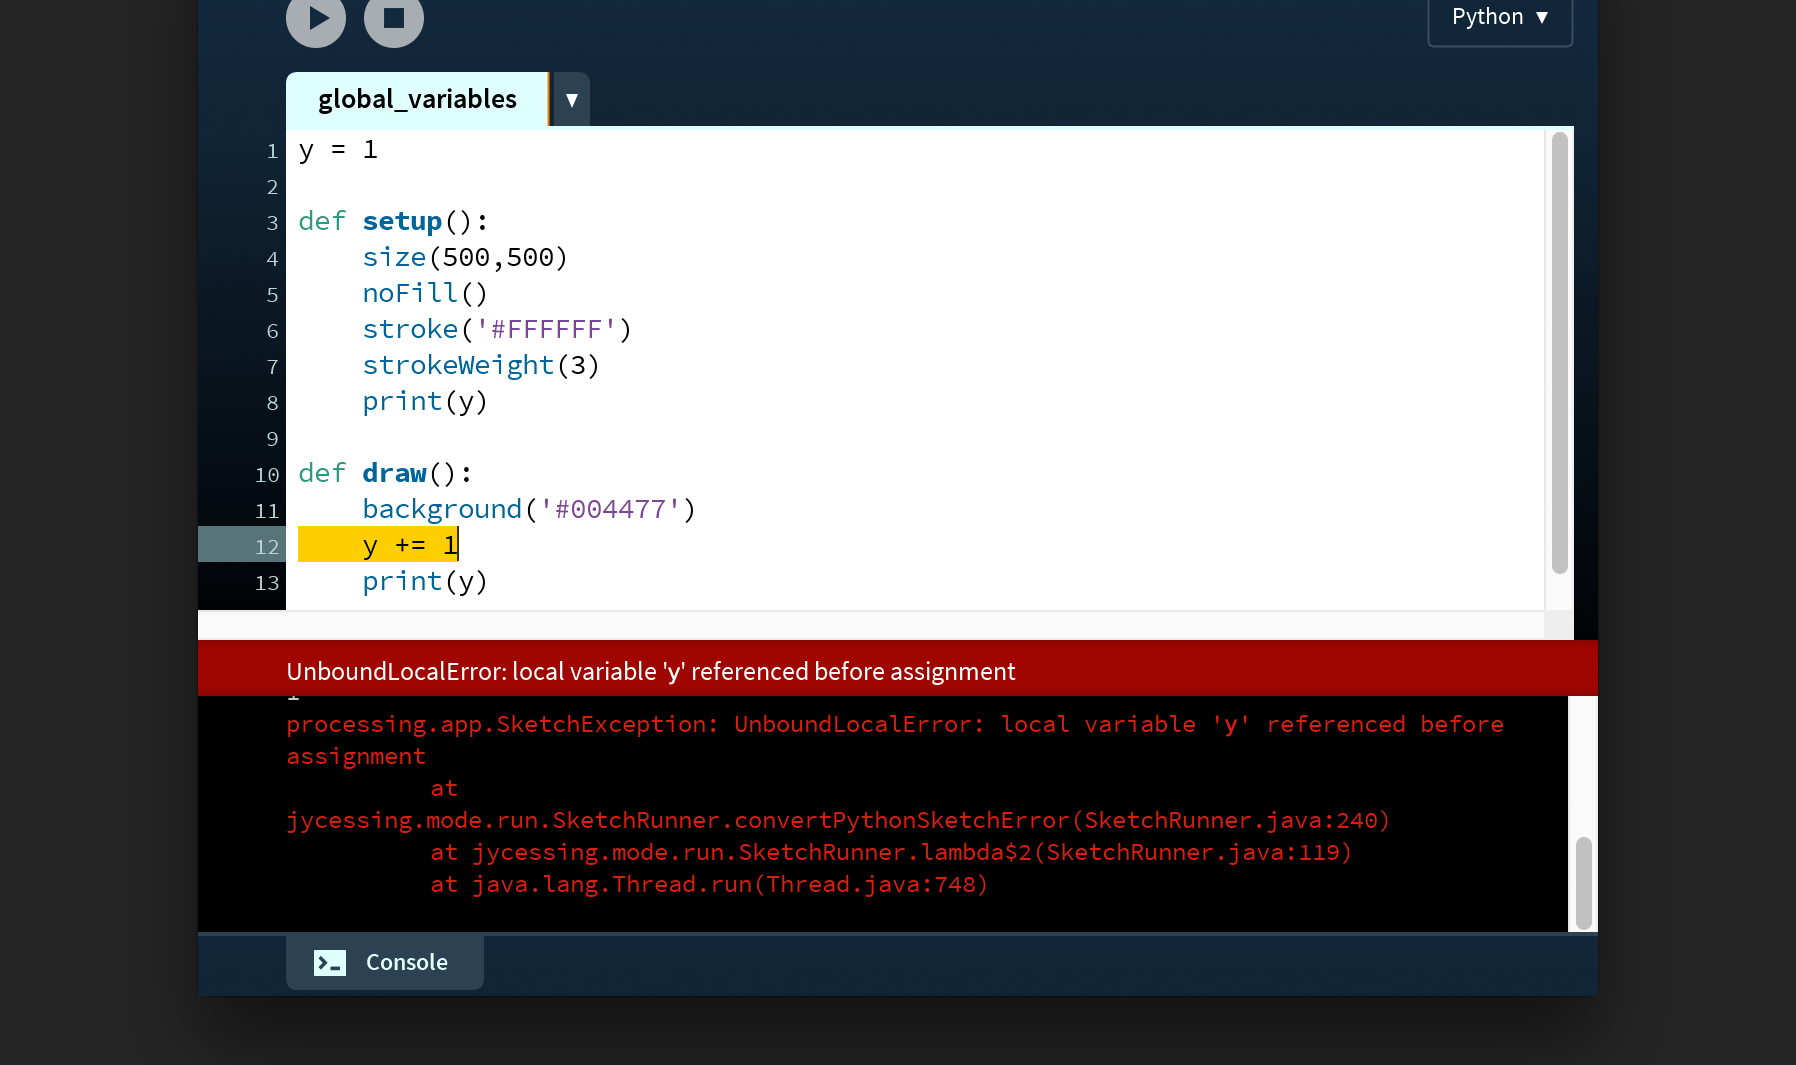 Python ▼
global_variables ▼
1 y = 1
2
3 def setup():
4     size(500,500)
5     noFill()
6     stroke('#FFFFFF')
7     strokeWeight(3)
8     print(y)
9
10 def draw():
11     background('#004477')
12     y += 1
13     print(y)
UnboundLocalError: local variable 'y' referenced before assignment
processing.app.SketchException: UnboundLocalError: local variable 'y' referenced before
assignment
at
jycessing.mode.run.SketchRunner.convertPythonSketchError(SketchRunner.java:240)
at jycessing.mode.run.SketchRunner.lambda$2(SketchRunner.java:119)
at java.lang.Thread.run(Thread.java:748)
Console